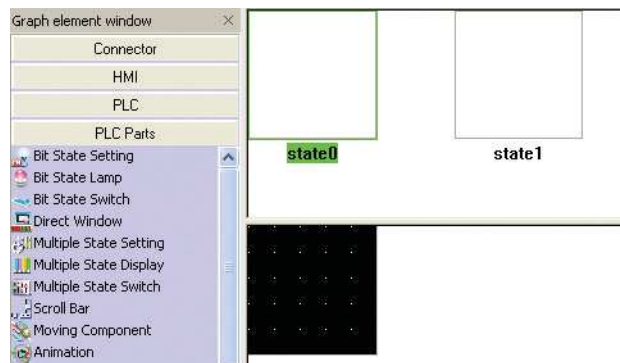 Graph element window
Connector
HMI
PLC
PLC Parts
Bit State Setting
Bit State Lamp
Bit State Switch
Direct Window
Multiple State Setting
Multiple State Display
Multiple State Switch
Scroll Bar
Moving Component
Animation
state0
state1